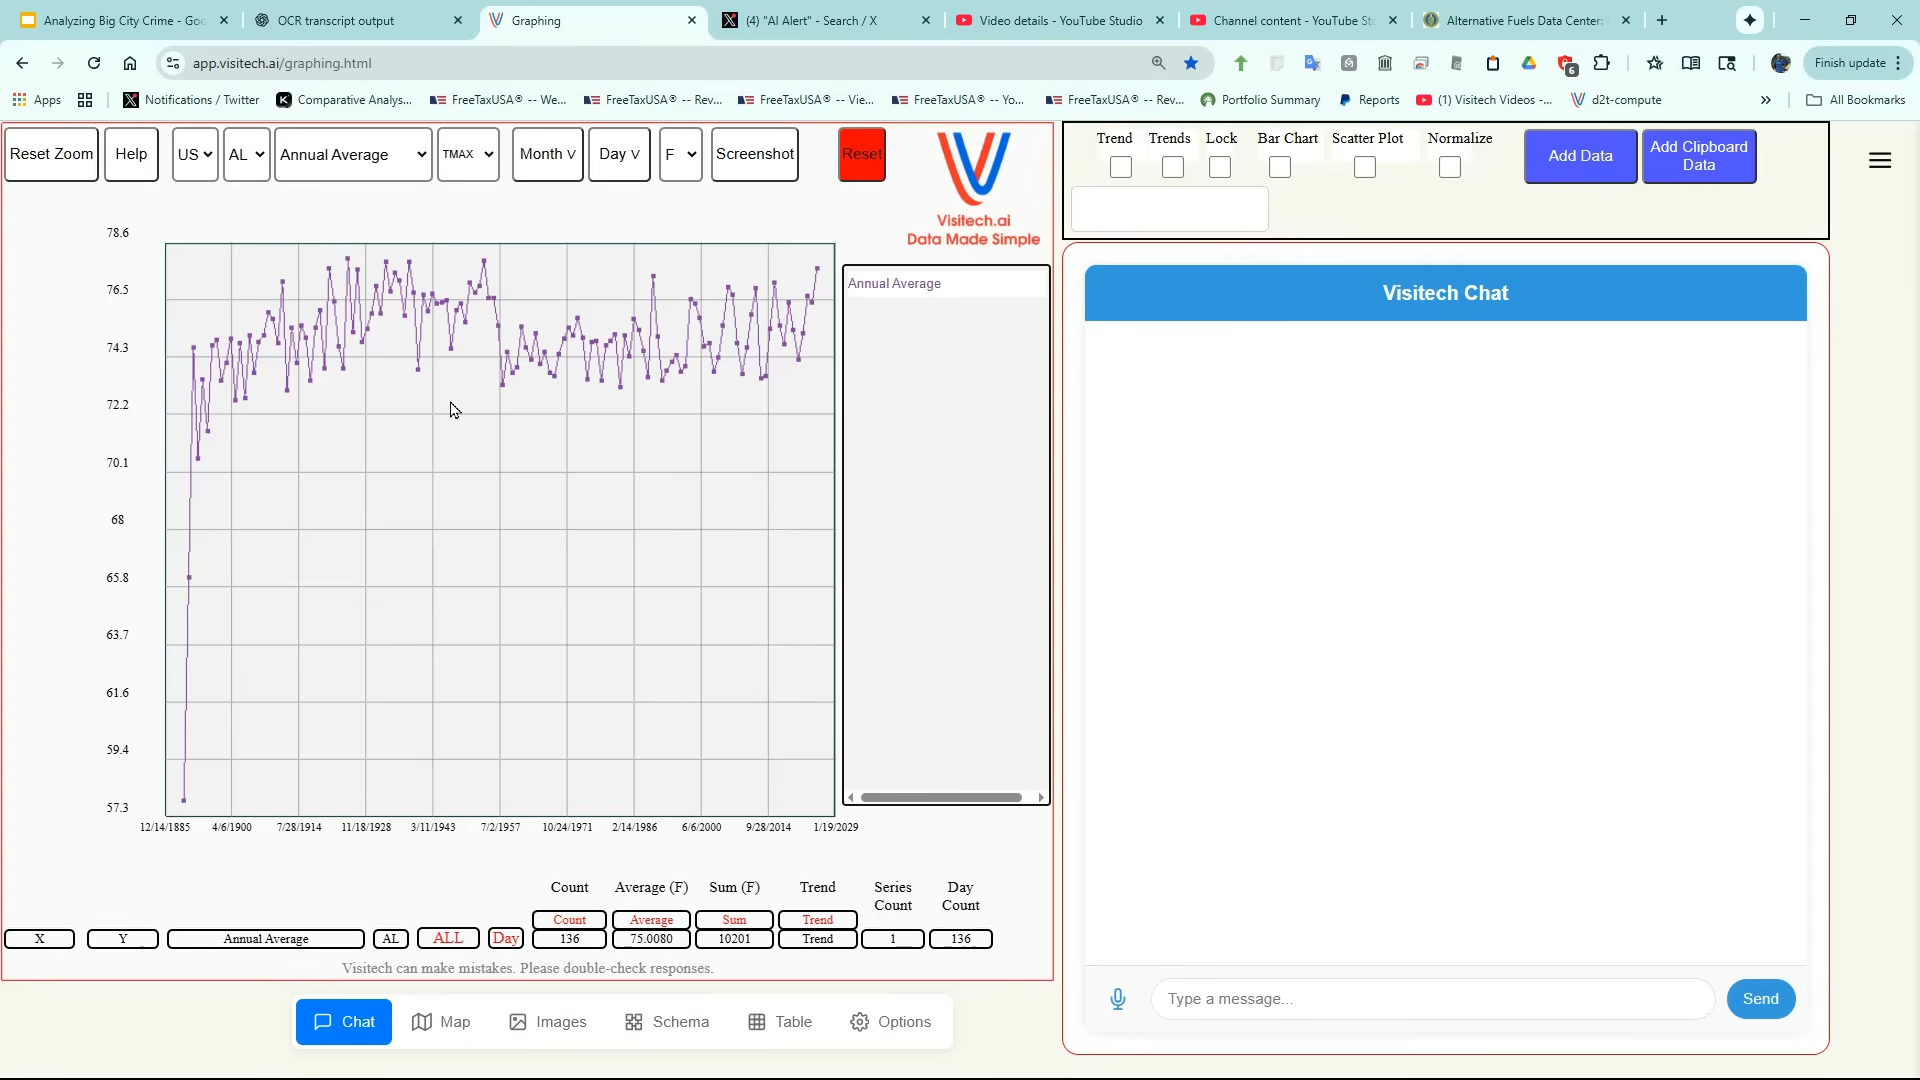 Analyzing Big City Crime - Goo
OCR transcript output
Graphing
(4) "AI Alert" - Search / X
Video details - YouTube Studio
Channel content - YouTube Stu
Alternative Fuels Data Center:
app.visitech.ai/graphing.html
6
Finish update
Apps
Notifications / Twitter
Comparative Analys...
FreeTaxUSA® -- We...
FreeTaxUSA® -- Rev...
FreeTaxUSA® -- Vie...
FreeTaxUSA® -- Yo...
FreeTaxUSA® -- Rev...
Portfolio Summary
Reports
(1) Visitech Videos -...
d2t-compute
»
All Bookmarks
Reset Zoom
Help
US
AL
Annual Average
TMAX
Month V
Day V
F
Screenshot
Reset
Visitech.ai
Data Made Simple
Trend Trends Lock Bar Chart Scatter Plot Normalize
Add Data
Add Clipboard
Data
Visitech Chat
Annual Average
78.6
76.5
74.3
72.2
70.1
68
65.8
63.7
61.6
59.4
57.3
12/14/1885 4/6/1900 7/28/1914 11/18/1928 3/11/1943 7/2/1957 10/24/1971 2/14/1986 6/6/2000 9/28/2014 1/19/2029
Count Average (F) Sum (F) Trend Series Day
Count Count
Count Average Sum Trend
X Y Annual Average AL ALL Day 136 75.0080 10201 Trend 1 136
Visitech can make mistakes. Please double-check responses.
Type a message...
Send
Chat
Map
Images
Schema
Table
Options